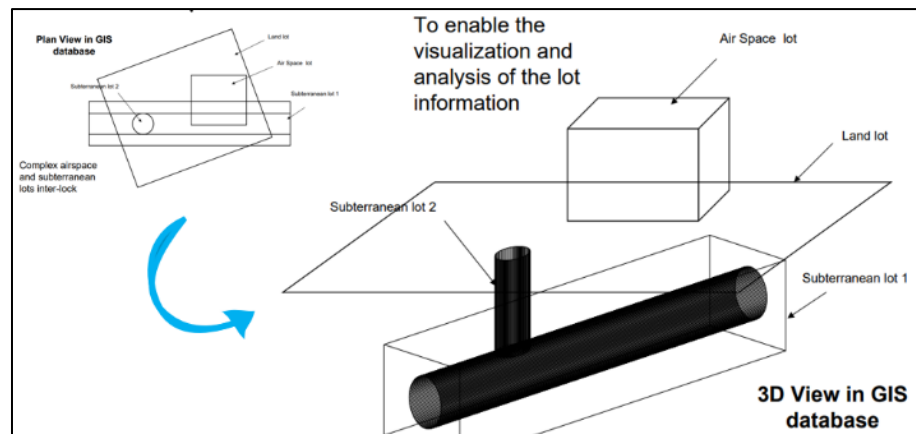 Plan View in GIS
database
Land lot
Air Space lot
Subterranean lot 2
Subterranean lot 1
Complex airspace
and subterranean
lots inter-lock
To enable the
visualization and
analysis of the lot
information
Air Space lot
Land lot
Subterranean lot 2
Subterranean lot 1
3D View in GIS
database